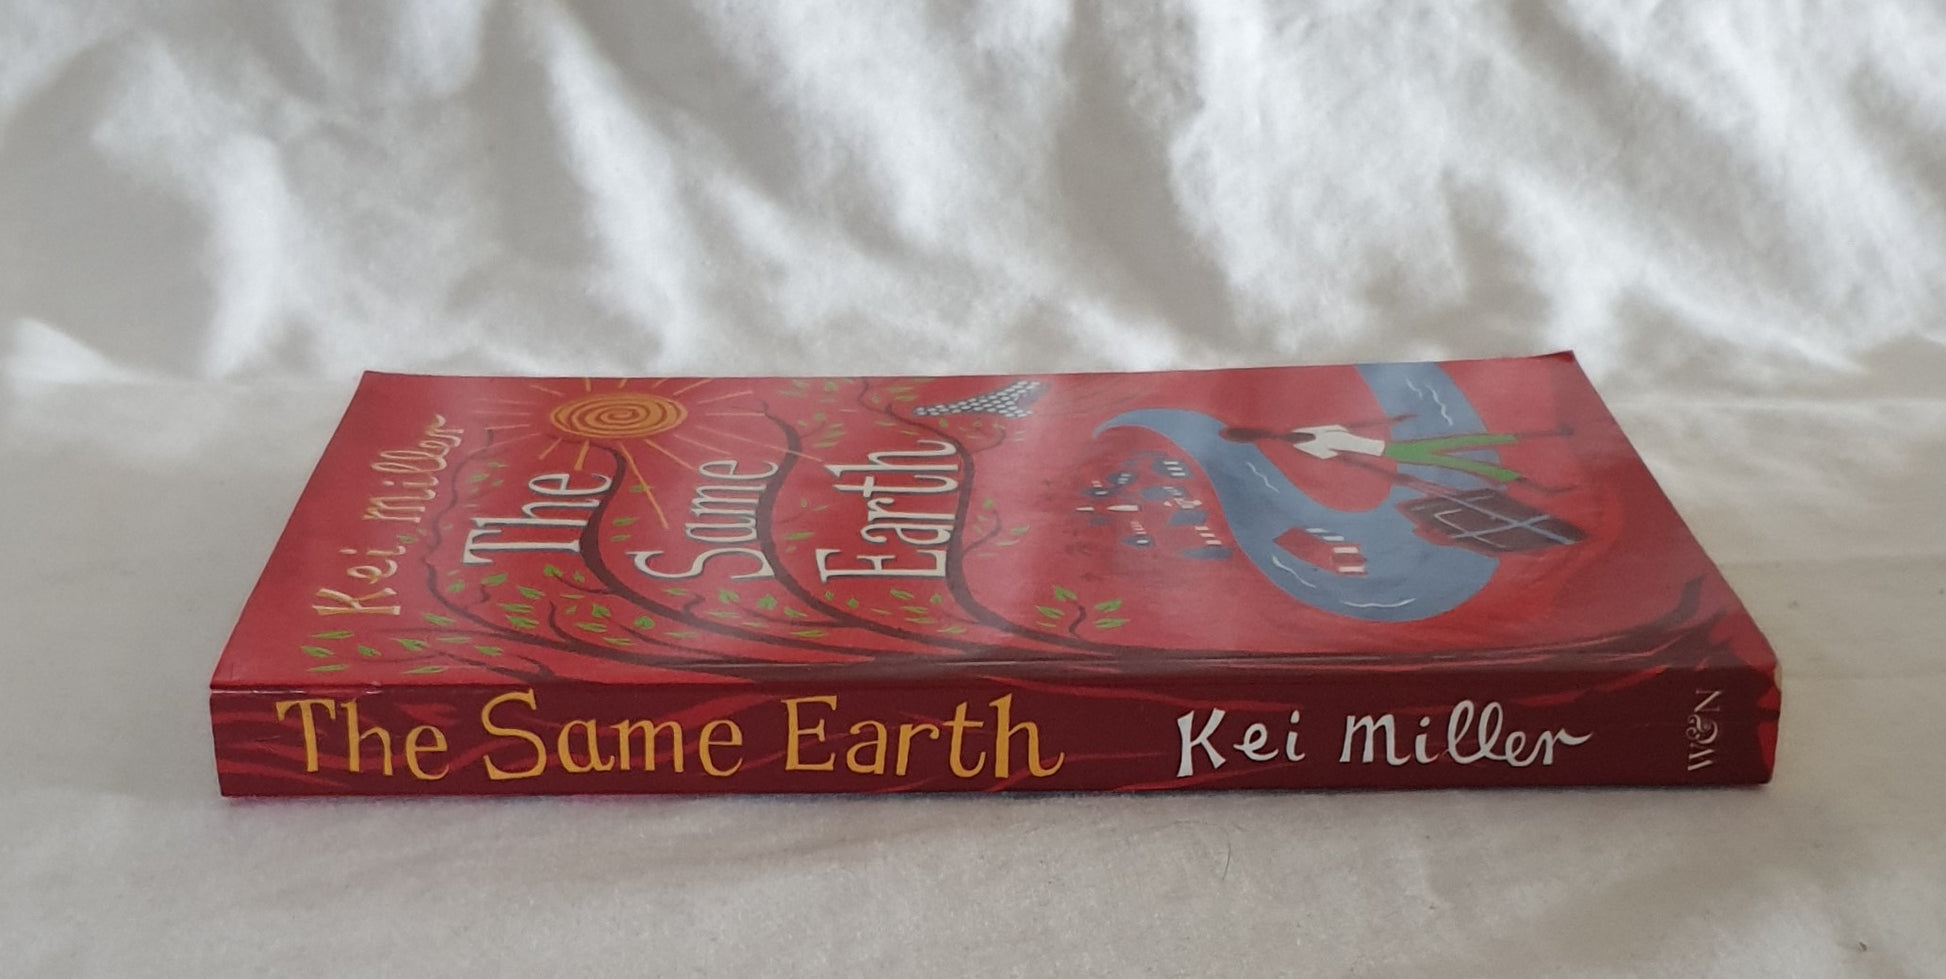 Kei Miller
The
Same
Earth
The Same Earth Kei Miller W&N